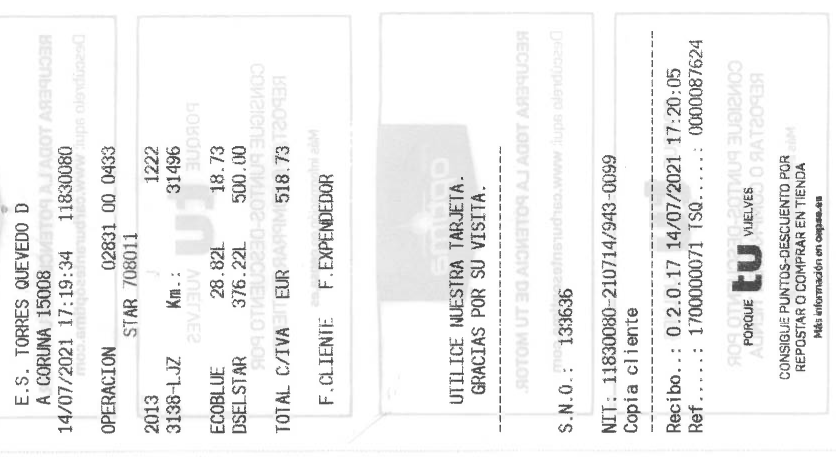 E.S. TORRES QUEVEDO D
A CORUNA 15008
14/07/2021 17:19:34 11830080
OPERACION 02831 00 0433
STAR 708011
2013 1222
3138-LJZ Km.: 31496
ECOBLUE 28.82L 18.73
DSELSTAR 376.22L 500.00
TOTAL C/IVA EUR 518.73
F.CLIENTE F.EXPENDEDOR
UTILICE NUESTRA TARJETA.
GRACIAS POR SU VISITA.
S.N.O.: 133636
NIT: 11830080-210714/943-0099
Copia cliente
Recibo..: 0.2.0.17 14/07/2021 17:20:05
Ref.....: 1700000071 TSQ......: 0000087624
PORQUE tu VUELVES
CONSIGUE PUNTOS-DESCUENTO POR
REPOSTAR O COMPRAR EN TIENDA
Más información en cepsa.es